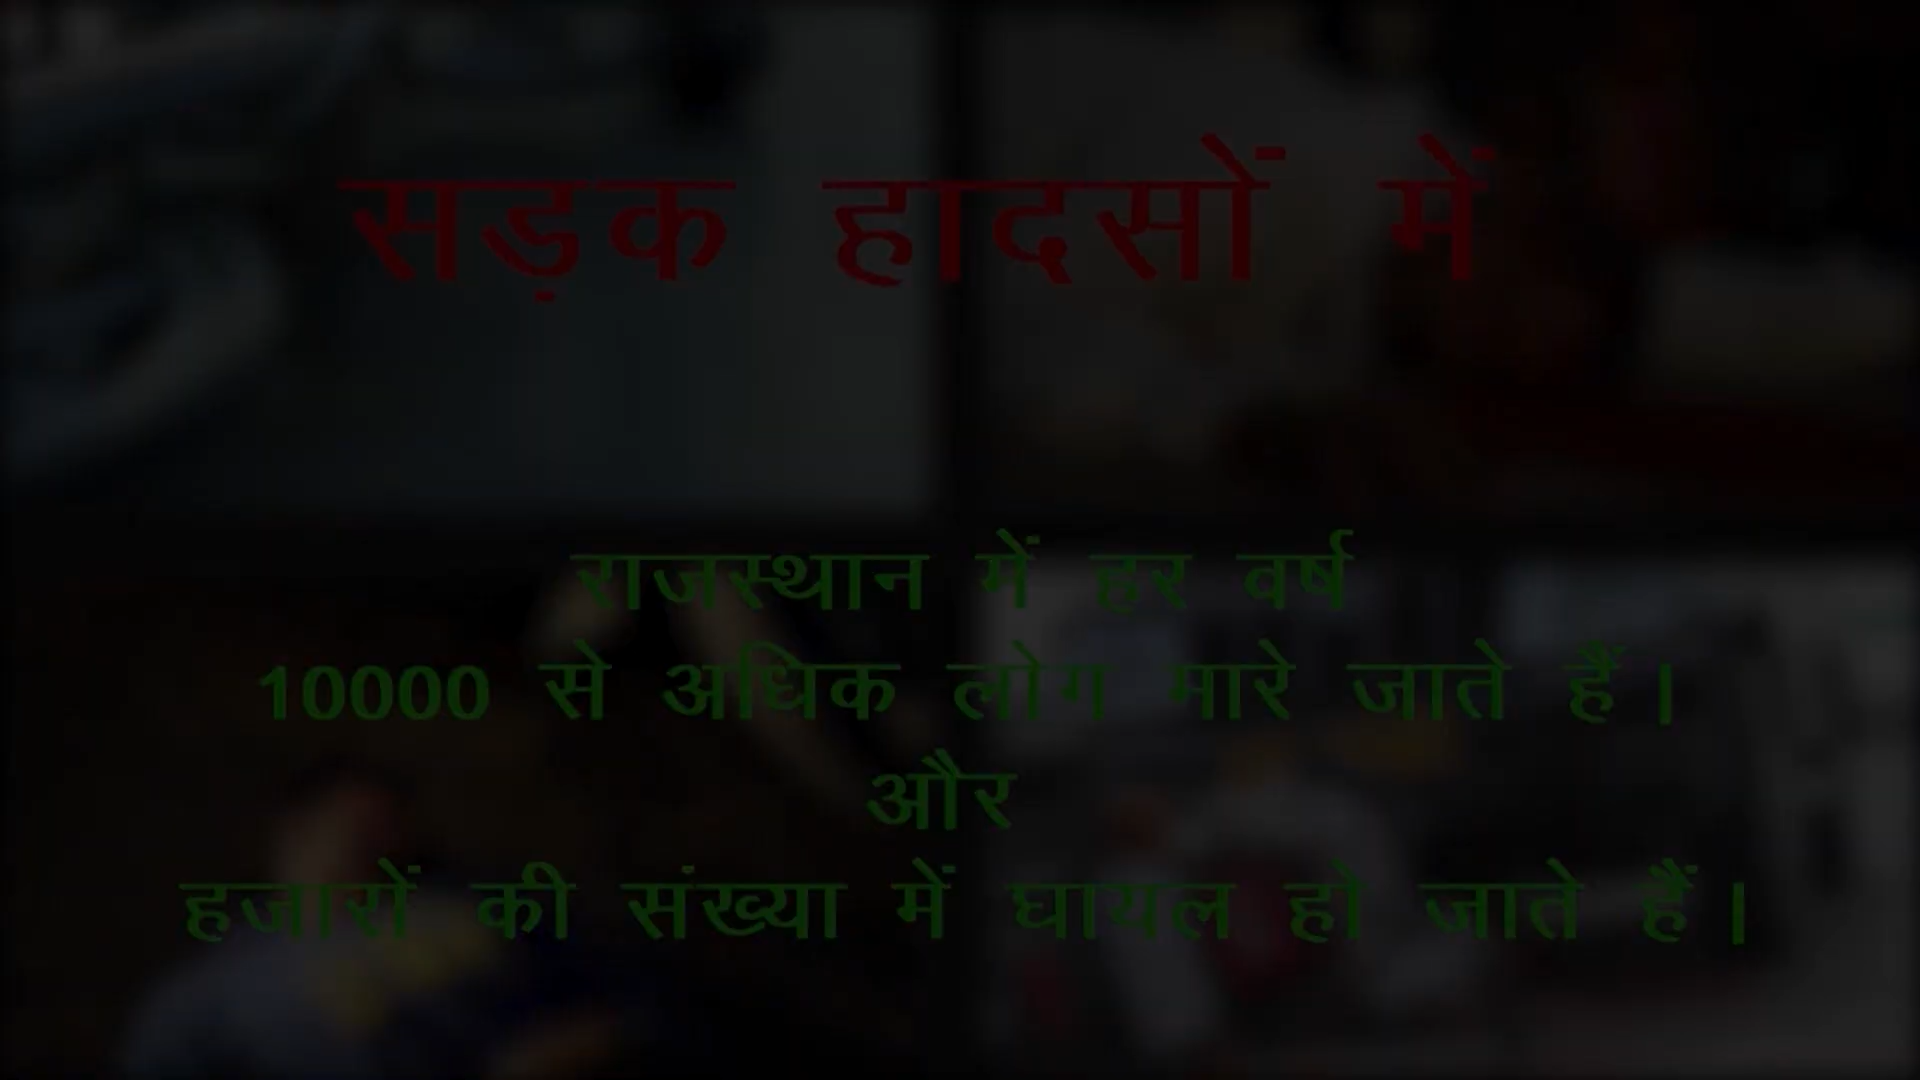 सड़क हादसों में
राजस्थान में हर वर्ष
10000 से अधिक लोग मारे जाते हैं।
और
हजारों की संख्या में घायल हो जाते हैं।